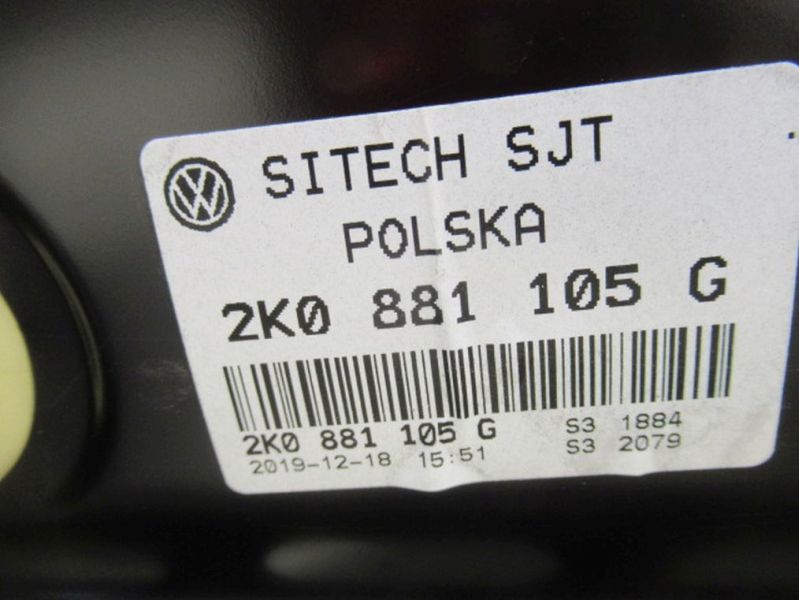 SITECH SJT
POLSKA
2K0 881 105 G
2K0 881 105 G
2019-12-18 15:51
S3 1884
S3 2079